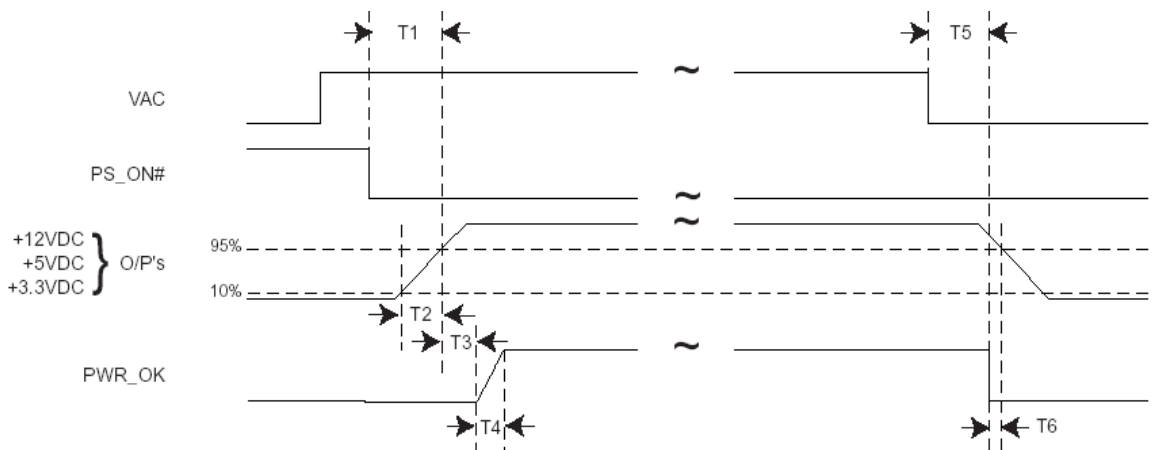 T1
T5
VAC
PS_ON#
+12VDC
+5VDC
+3.3VDC
} O/P's
95%
10%
T2
T3
PWR_OK
T4
T6